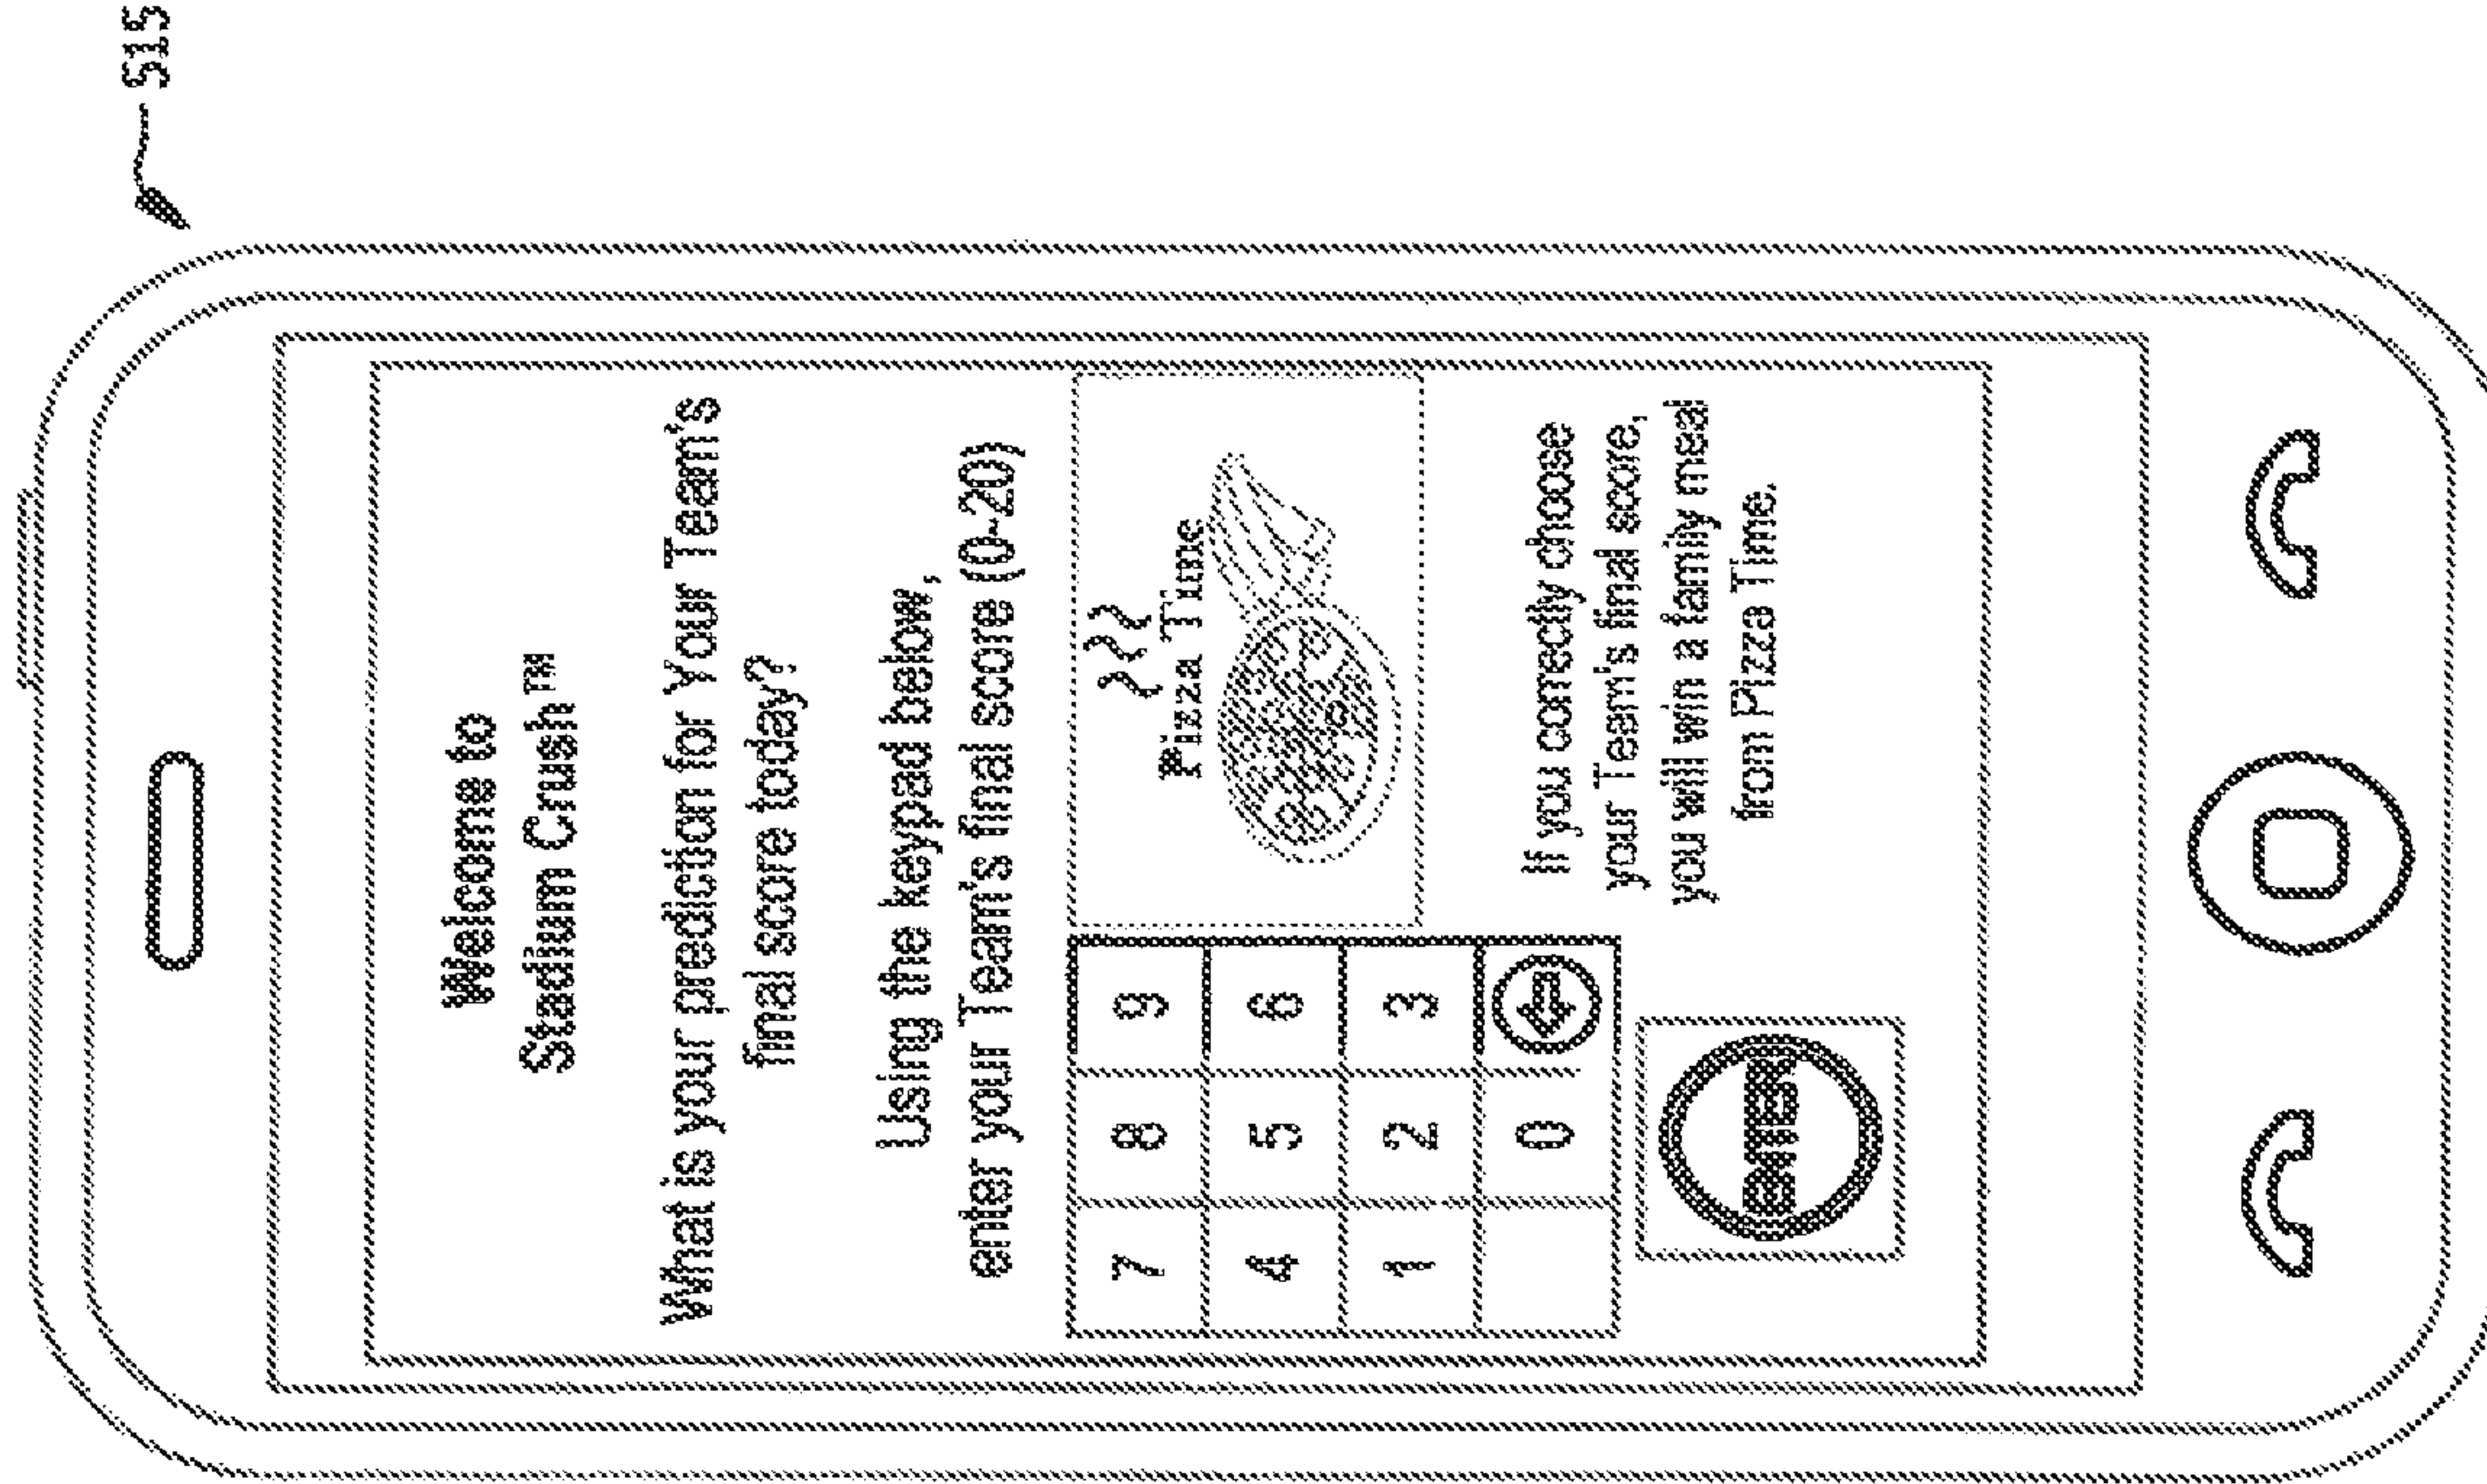 515
Welcome to
Stadium Crush™
What is your prediction for Your Team's
final score today?
Using the keypad below,
enter your Team's final score (0-20)
7 8 9
4 5 6
1 2 3
0
enter
Pizza Time
If you correctly choose
your Team's final score,
you will win a family meal
from Pizza Time.